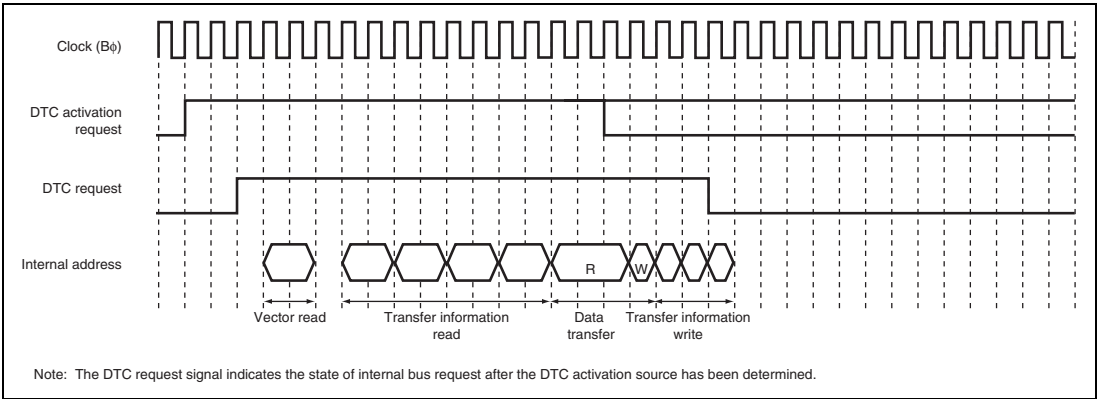 Clock (Bφ)
DTC activation
request
DTC request
Internal address
R
W
Vector read
Transfer information
read
Data
transfer
Transfer information
write
Note: The DTC request signal indicates the state of internal bus request after the DTC activation source has been determined.